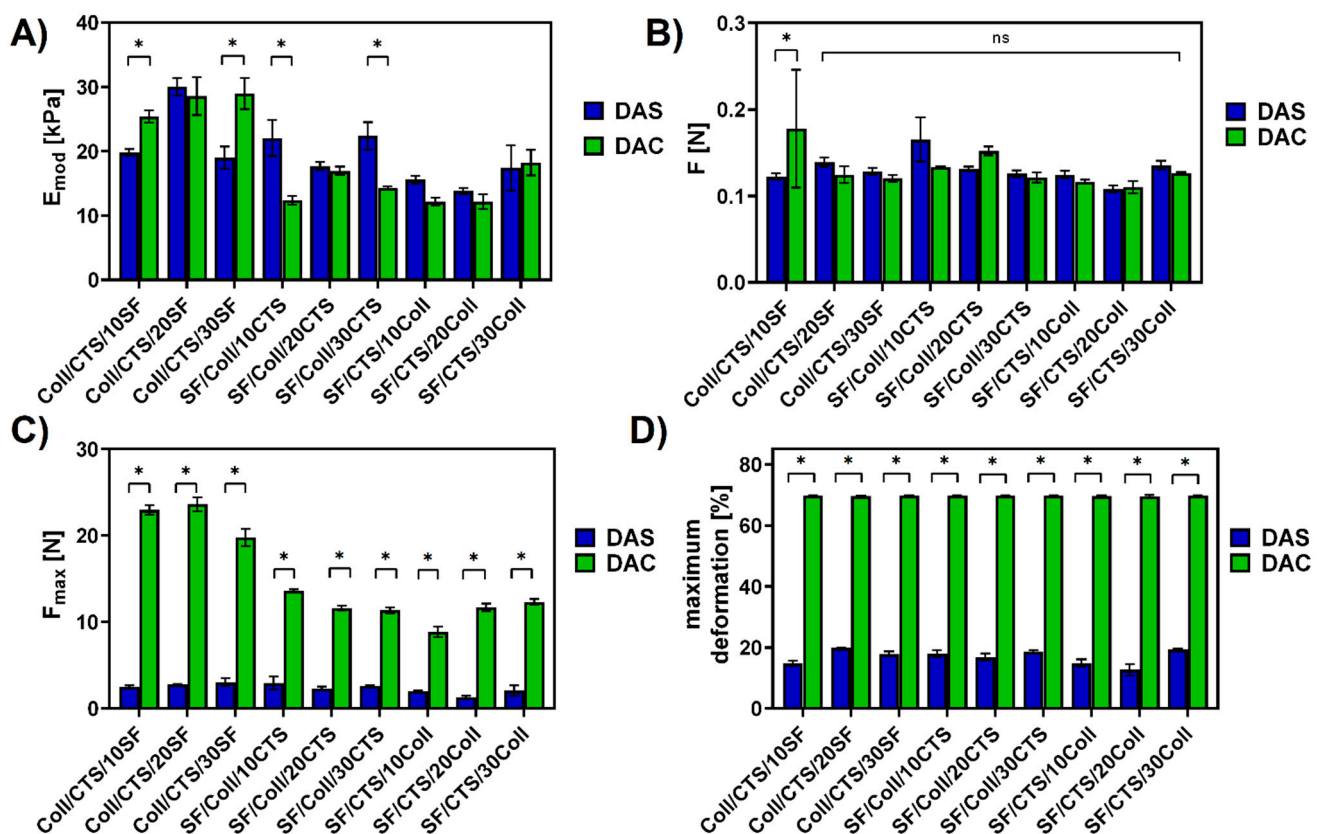 A)
E_mod [kPa]
40
30
20
10
0
* * * *
DAS
DAC
Coll/CTS/10SF
Coll/CTS/20SF
Coll/CTS/30SF
SF/Coll/10CTS
SF/Coll/20CTS
SF/Coll/30CTS
SF/CTS/10Coll
SF/CTS/20Coll
SF/CTS/30Coll
B)
F [N]
0.3
0.2
0.1
0.0
* ns
DAS
DAC
Coll/CTS/10SF
Coll/CTS/20SF
Coll/CTS/30SF
SF/Coll/10CTS
SF/Coll/20CTS
SF/Coll/30CTS
SF/CTS/10Coll
SF/CTS/20Coll
SF/CTS/30Coll
C)
F_max [N]
30
20
10
0
* * * * * * * * *
DAS
DAC
Coll/CTS/10SF
Coll/CTS/20SF
Coll/CTS/30SF
SF/Coll/10CTS
SF/Coll/20CTS
SF/Coll/30CTS
SF/CTS/10Coll
SF/CTS/20Coll
SF/CTS/30Coll
D)
maximum
deformation [%]
80
60
40
20
0
* * * * * * * * *
DAS
DAC
Coll/CTS/10SF
Coll/CTS/20SF
Coll/CTS/30SF
SF/Coll/10CTS
SF/Coll/20CTS
SF/Coll/30CTS
SF/CTS/10Coll
SF/CTS/20Coll
SF/CTS/30Coll